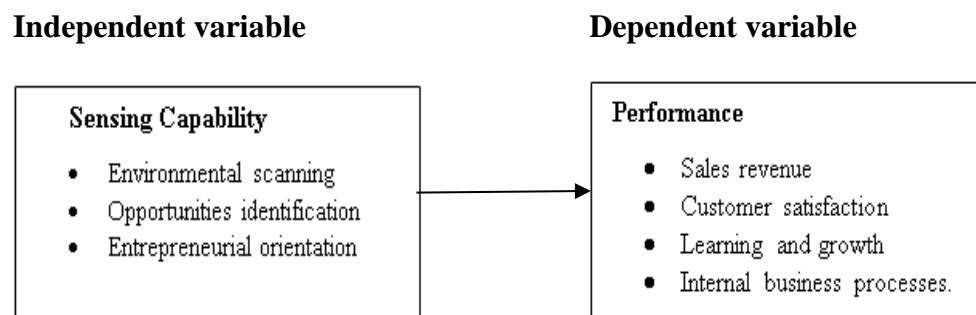 Independent variable
Dependent variable
Sensing Capability
• Environmental scanning
• Opportunities identification
• Entrepreneurial orientation
Performance
• Sales revenue
• Customer satisfaction
• Learning and growth
• Internal business processes.